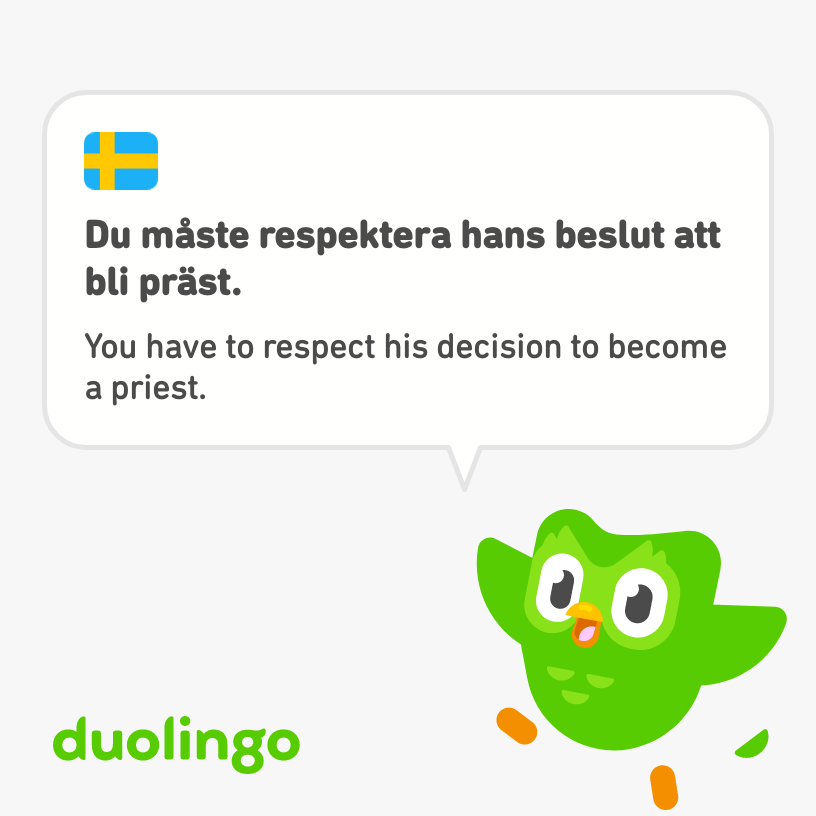 Du måste respektera hans beslut att
bli präst.
You have to respect his decision to become
a priest.
duolingo